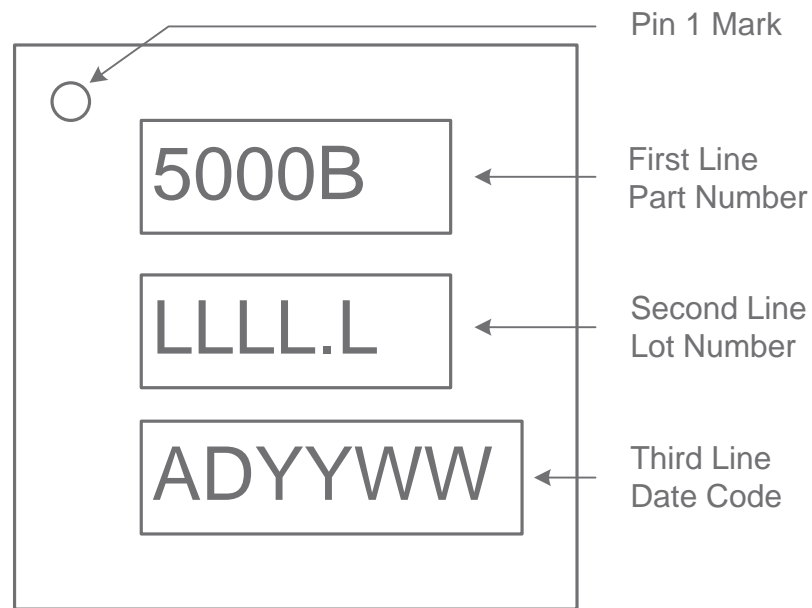 Pin 1 Mark
5000B
First Line
Part Number
LLLL.L
Second Line
Lot Number
ADYYWW
Third Line
Date Code